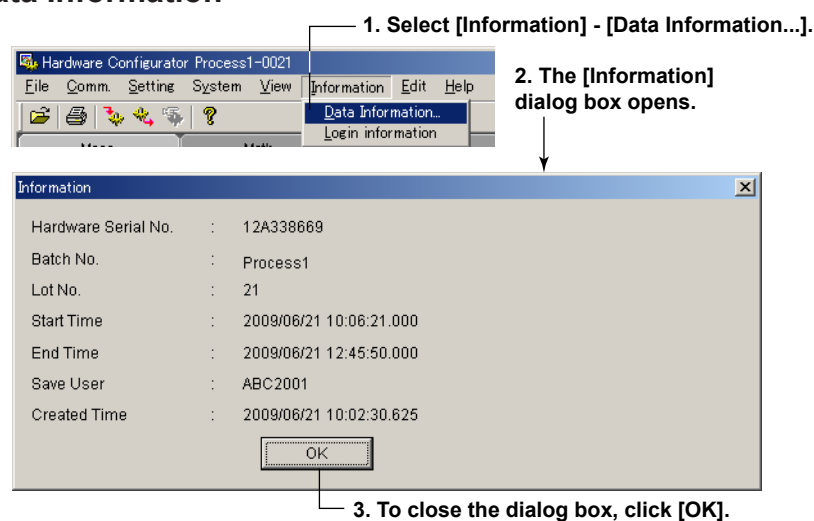 Data Information
1. Select [Information] - [Data Information...].
Hardware Configurator Process1-0021
File Comm. Setting System View Information Edit Help
2. The [Information]
dialog box opens.
Data Information...
Login information
Information
Hardware Serial No. : 12A338669
Batch No. : Process1
Lot No. : 21
Start Time : 2009/06/21 10:06:21.000
End Time : 2009/06/21 12:45:50.000
Save User : ABC2001
Created Time : 2009/06/21 10:02:30.625
OK
3. To close the dialog box, click [OK].